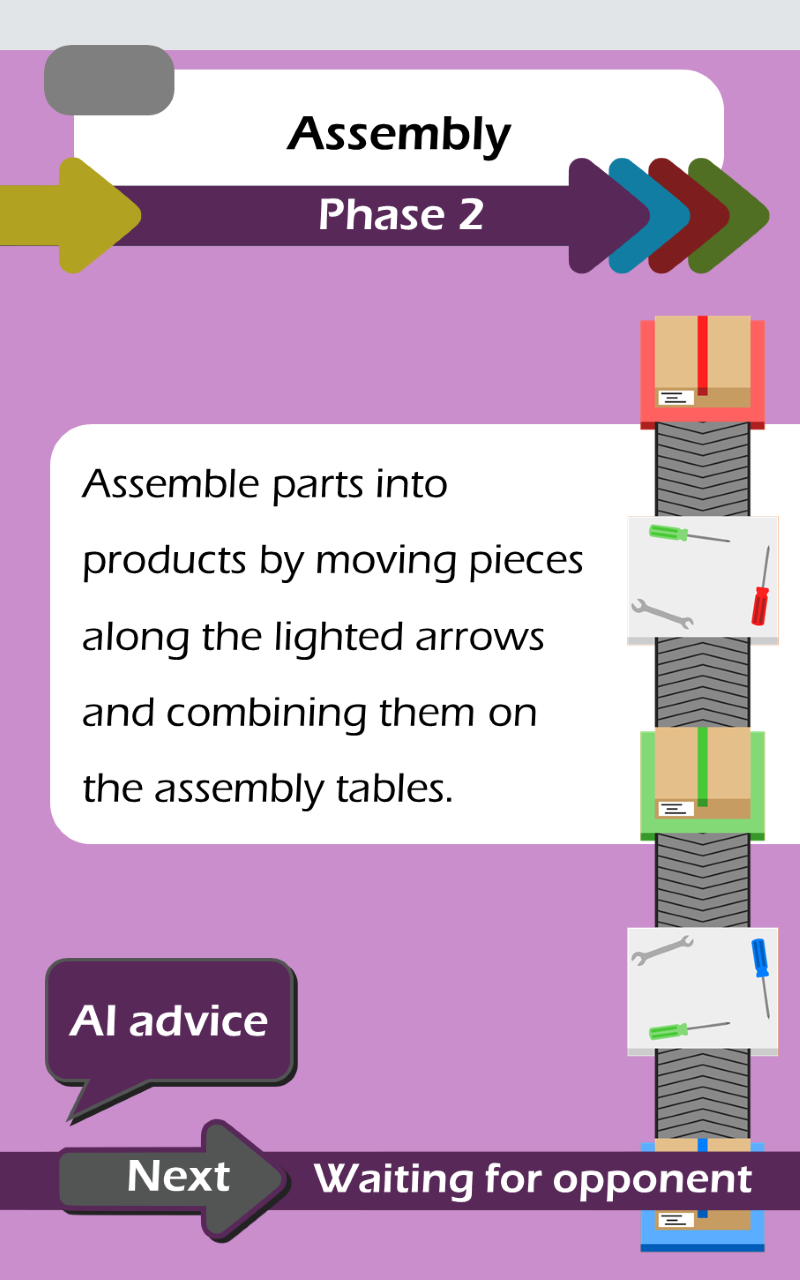 Assembly
Phase 2
Assemble parts into
products by moving pieces
along the lighted arrows
and combining them on
the assembly tables.
AI advice
Next
Waiting for opponent